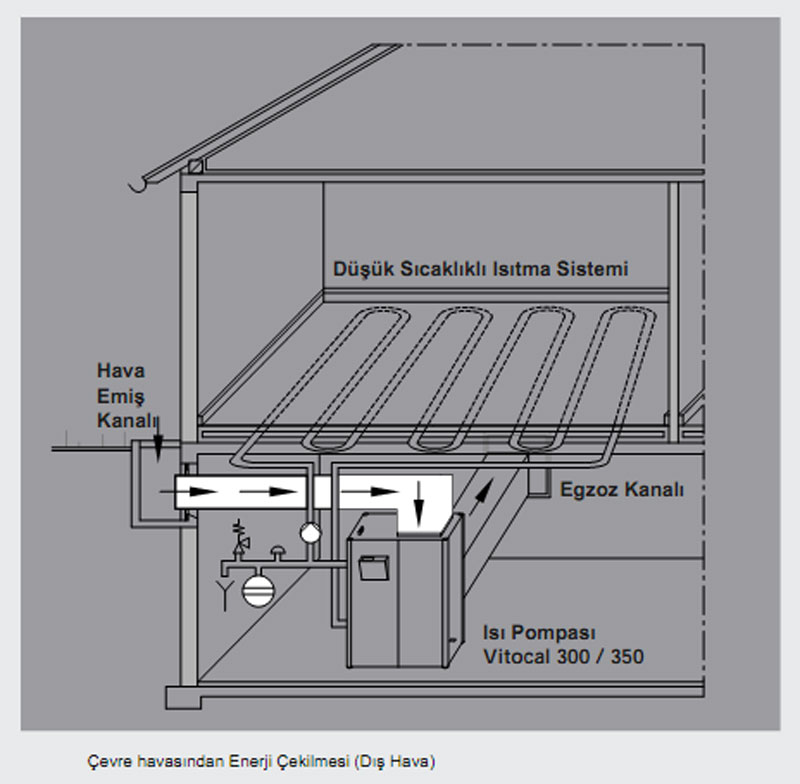 Düşük Sıcaklıklı Isıtma Sistemi
Hava
Emiş
Kanalı
Egzoz Kanalı
Isı Pompası
Vitocal 300 / 350
Çevre havasından Enerji Çekilmesi (Dış Hava)